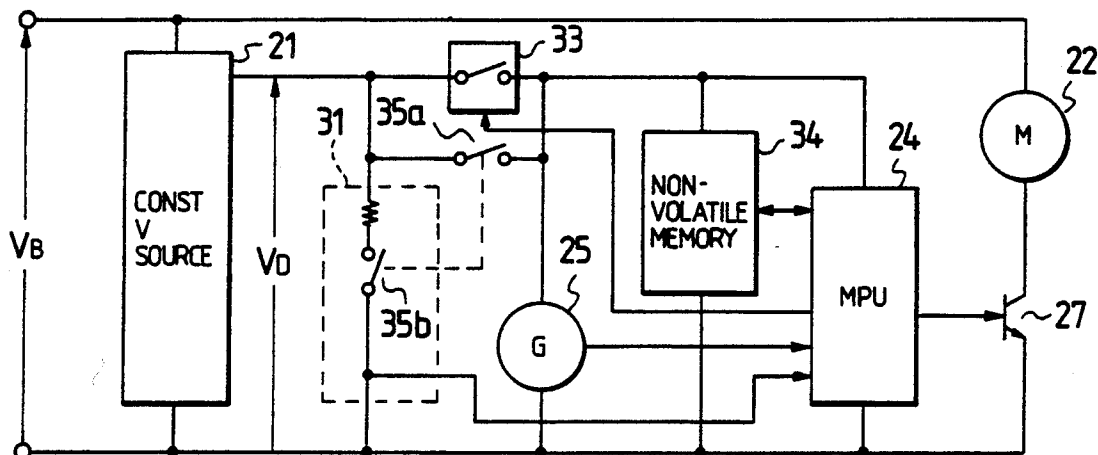 21
33
22
35a
31
34
24
M
CONST
V
SOURCE
NON-
VOLATILE
MEMORY
VB
VD
25
MPU
35b
27
G